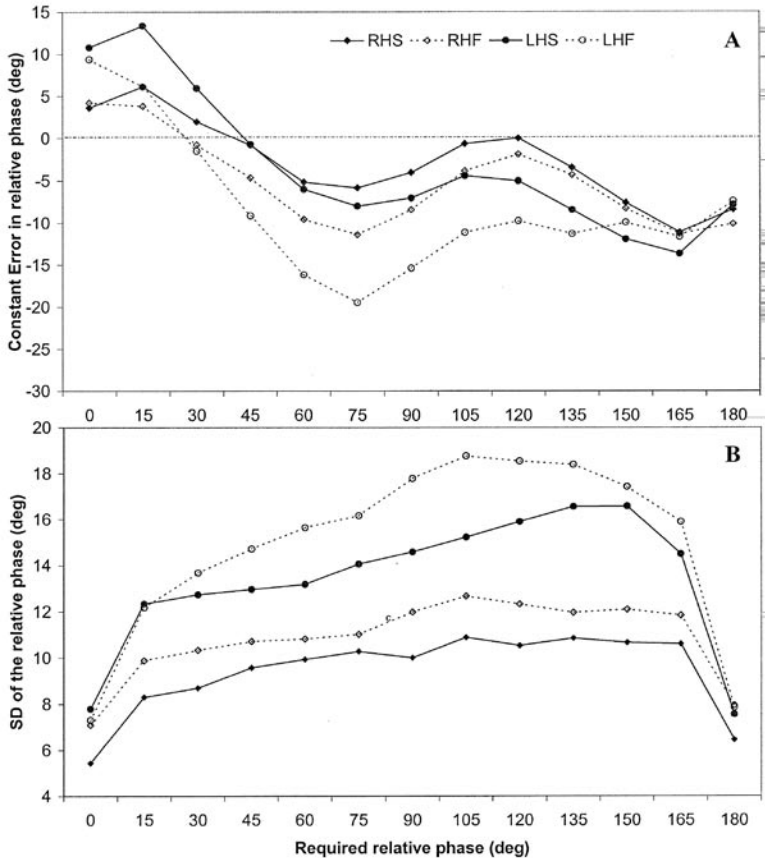 15
10
5
0
-5
-10
-15
-20
-25
-30
Constant Error in relative phase (deg)
RHS RHF LHS LHF
A
0 15 30 45 60 75 90 105 120 135 150 165 180
20
18
16
14
12
10
8
6
4
SD of the relative phase (deg)
B
0 15 30 45 60 75 90 105 120 135 150 165 180
Required relative phase (deg)